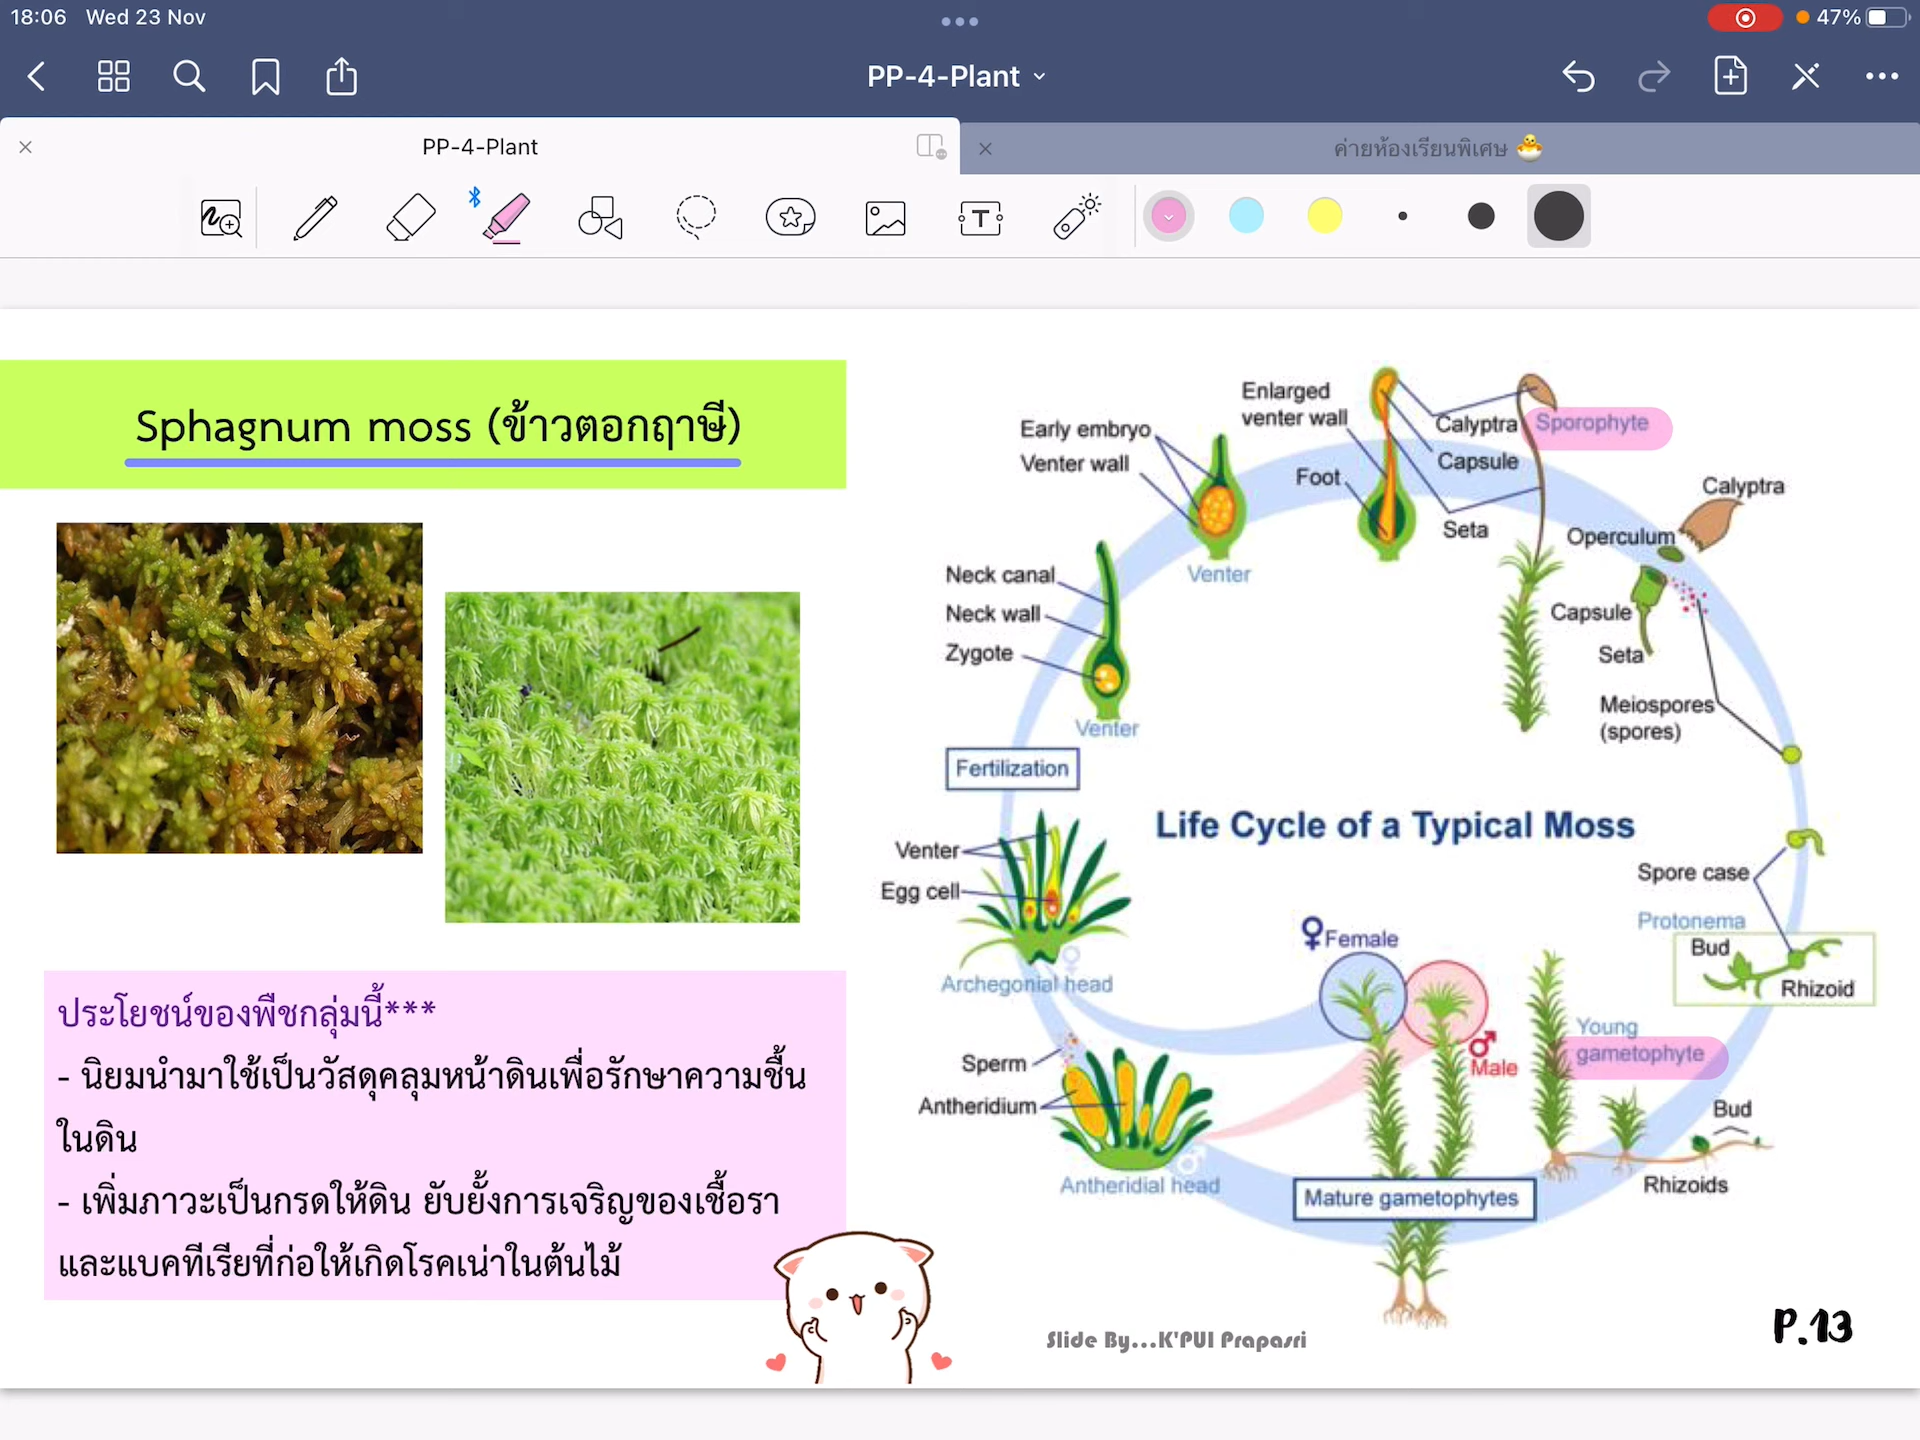 18:06 Wed 23 Nov
47%
PP-4-Plant
PP-4-Plant
ค่ายห้องเรียนพิเศษ
T
Sphagnum moss (ข้าวตอกฤาษี)
ประโยชน์ของพืชกลุ่มนี้***
- นิยมนำมาใช้เป็นวัสดุคลุมหน้าดินเพื่อรักษาความชื้น
ในดิน
- เพิ่มภาวะเป็นกรดให้ดิน ยับยั้งการเจริญของเชื้อรา
และแบคทีเรียที่ก่อให้เกิดโรคเน่าในต้นไม้
Early embryo
Venter wall
Venter
Enlarged
venter wall
Foot
Calyptra
Capsule
Seta
Sporophyte
Calyptra
Operculum
Capsule
Seta
Meiospores
(spores)
Neck canal
Neck wall
Zygote
Venter
Fertilization
Life Cycle of a Typical Moss
Venter
Egg cell
Archegonial head
Spore case
Protonema
Bud
Rhizoid
Female
Male
Young
gametophyte
Sperm
Antheridium
Antheridial head
Bud
Rhizoids
Mature gametophytes
Slide By...K'PUI Prapasri
P.13